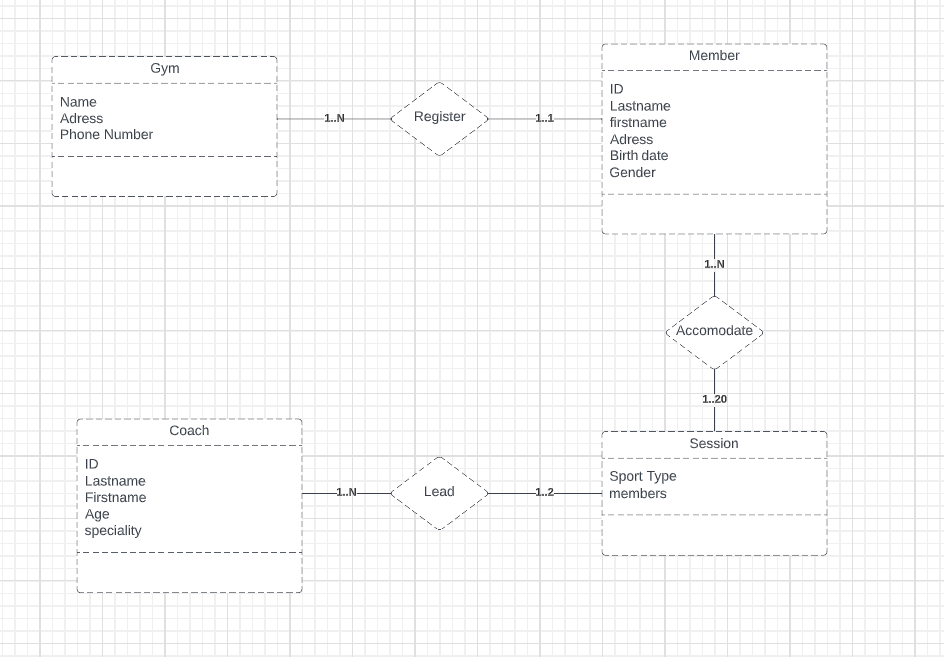 Gym
Name
Adress
Phone Number
1..N
Register
1..1
Member
ID
Lastname
firstname
Adress
Birth date
Gender
1..N
Accomodate
1..20
Coach
ID
Lastname
Firstname
Age
speciality
1..N
Lead
1..2
Session
Sport Type
members